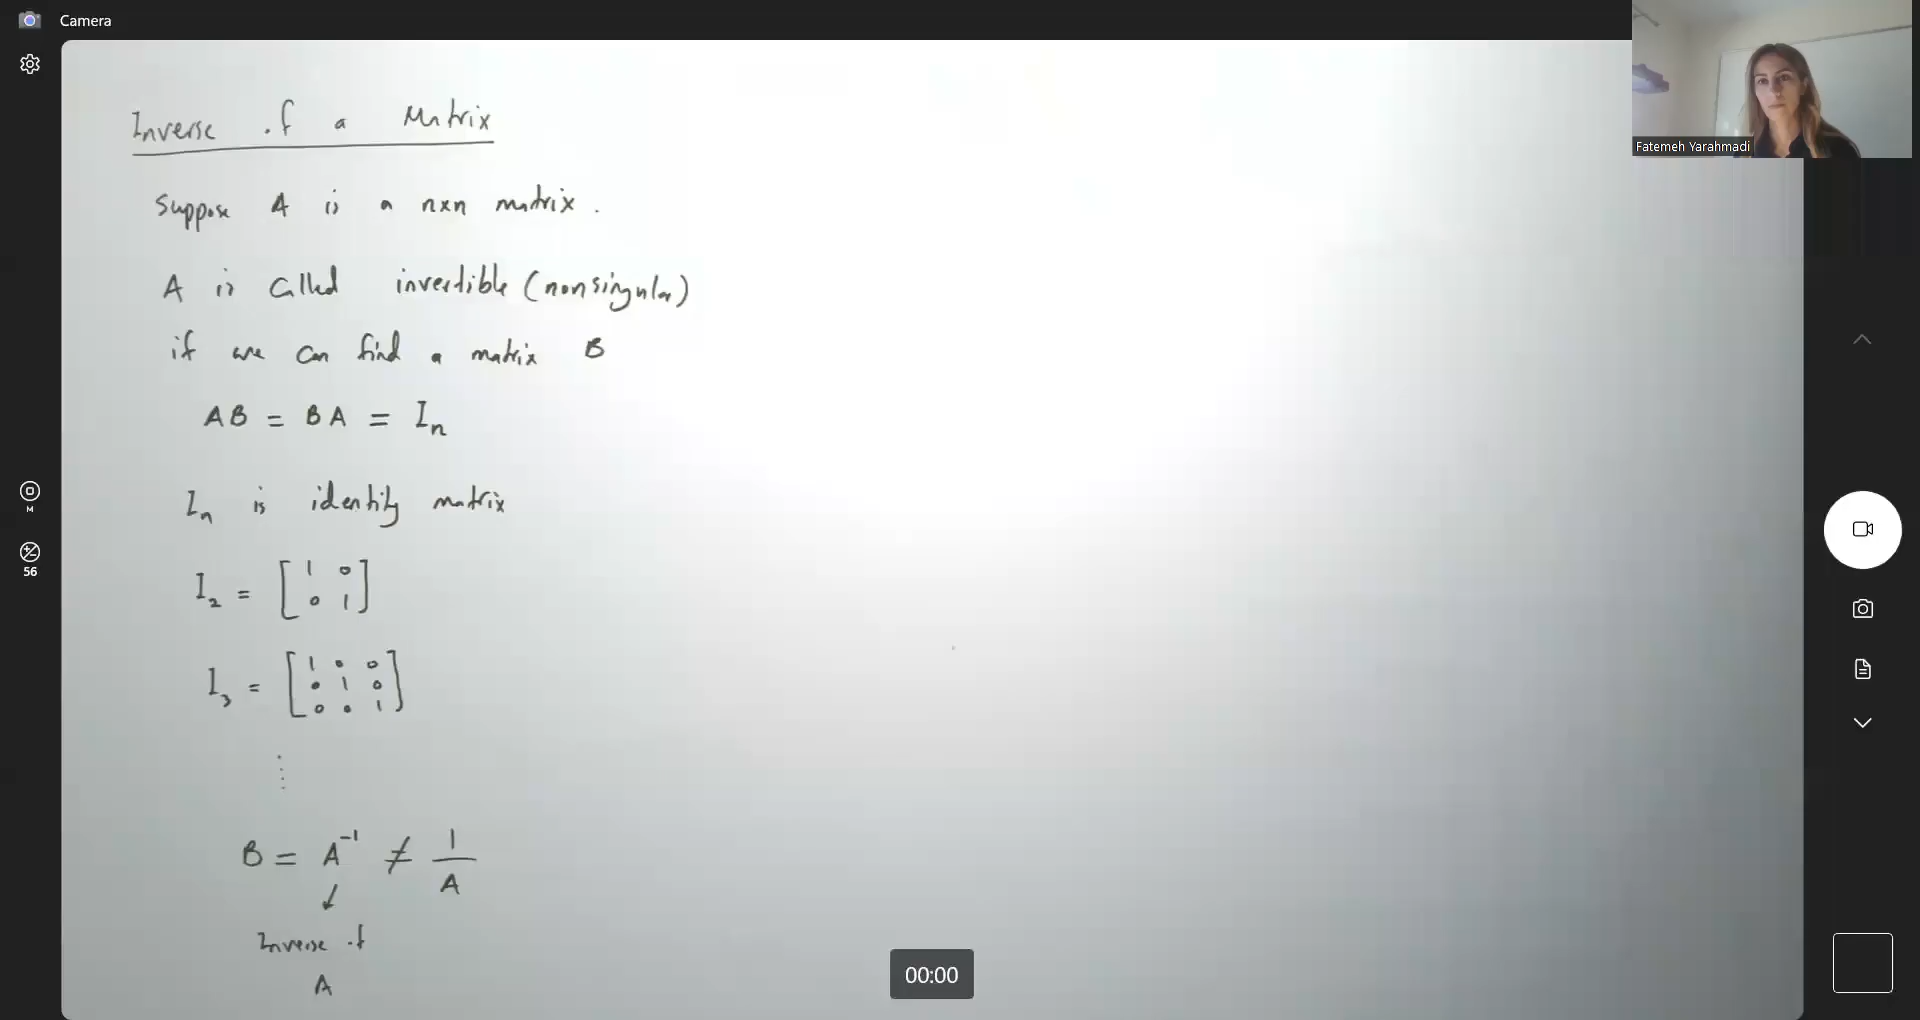 Camera
Fatemeh Yarahmadi
Inverse of a Matrix
Suppose A is a nxn matrix.
A is called invertible (nonsingular)
if we can find a matrix B
AB = BA = Iₙ
Iₙ is identity matrix
I₂ = [1 0
0 1]
I₃ = [1 0 0
0 1 0
0 0 1]
⋮
B = A⁻¹ ≠ 1/A
↓
Inverse of
A
M
56
00:00